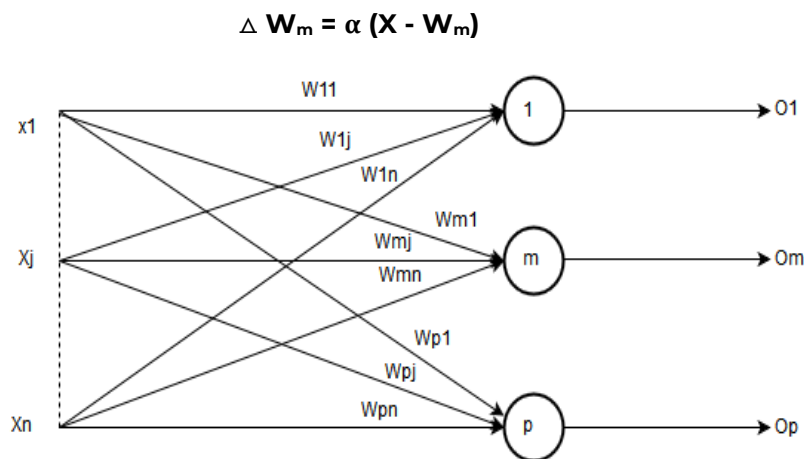 △ Wₘ = α (X - Wₘ)
W11
1
O1
x1
W1j
W1n
Wm1
Xj
Wmj
m
Om
Wmn
Wp1
Wpj
Xn
Wpn
p
Op